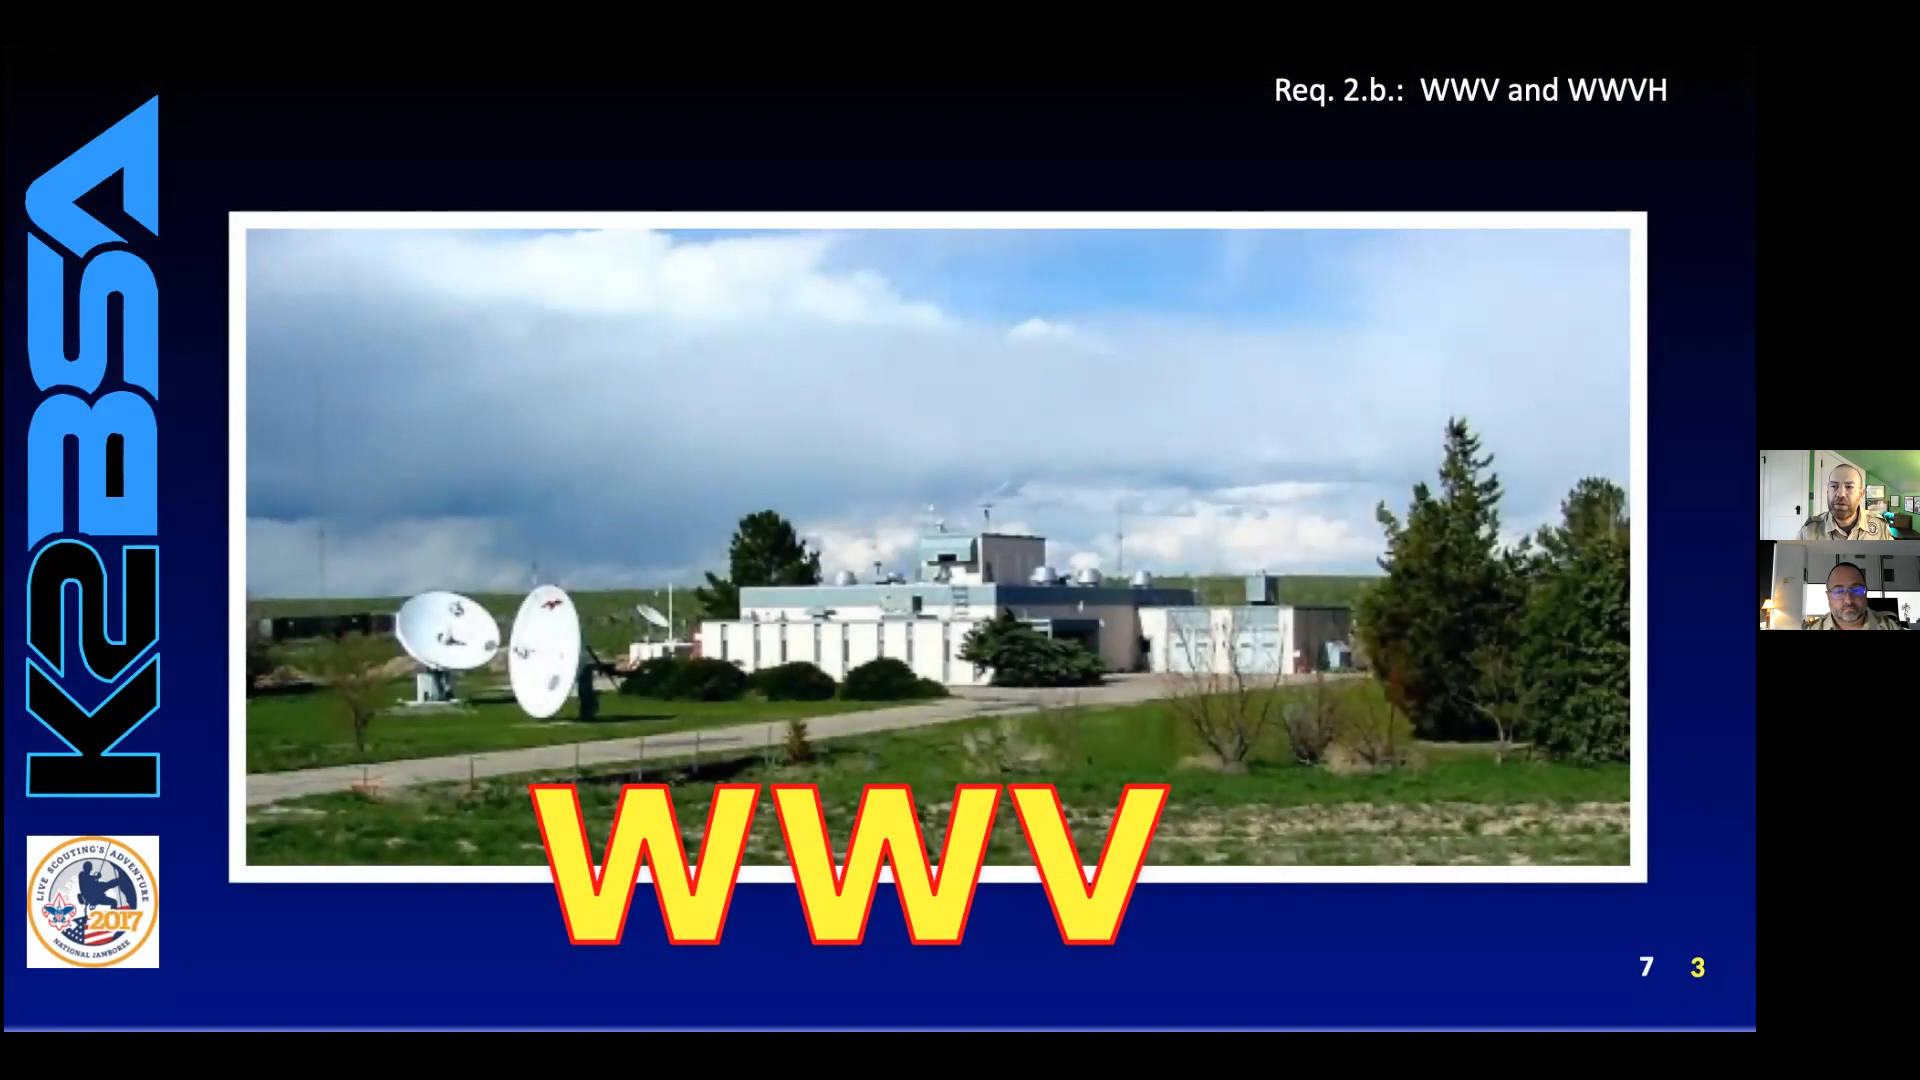 Req. 2.b.: WWV and WWVH
K2BSA
WWV
LIVE SCOUTING'S ADVENTURE
2017
NATIONAL JAMBOREE
7 3